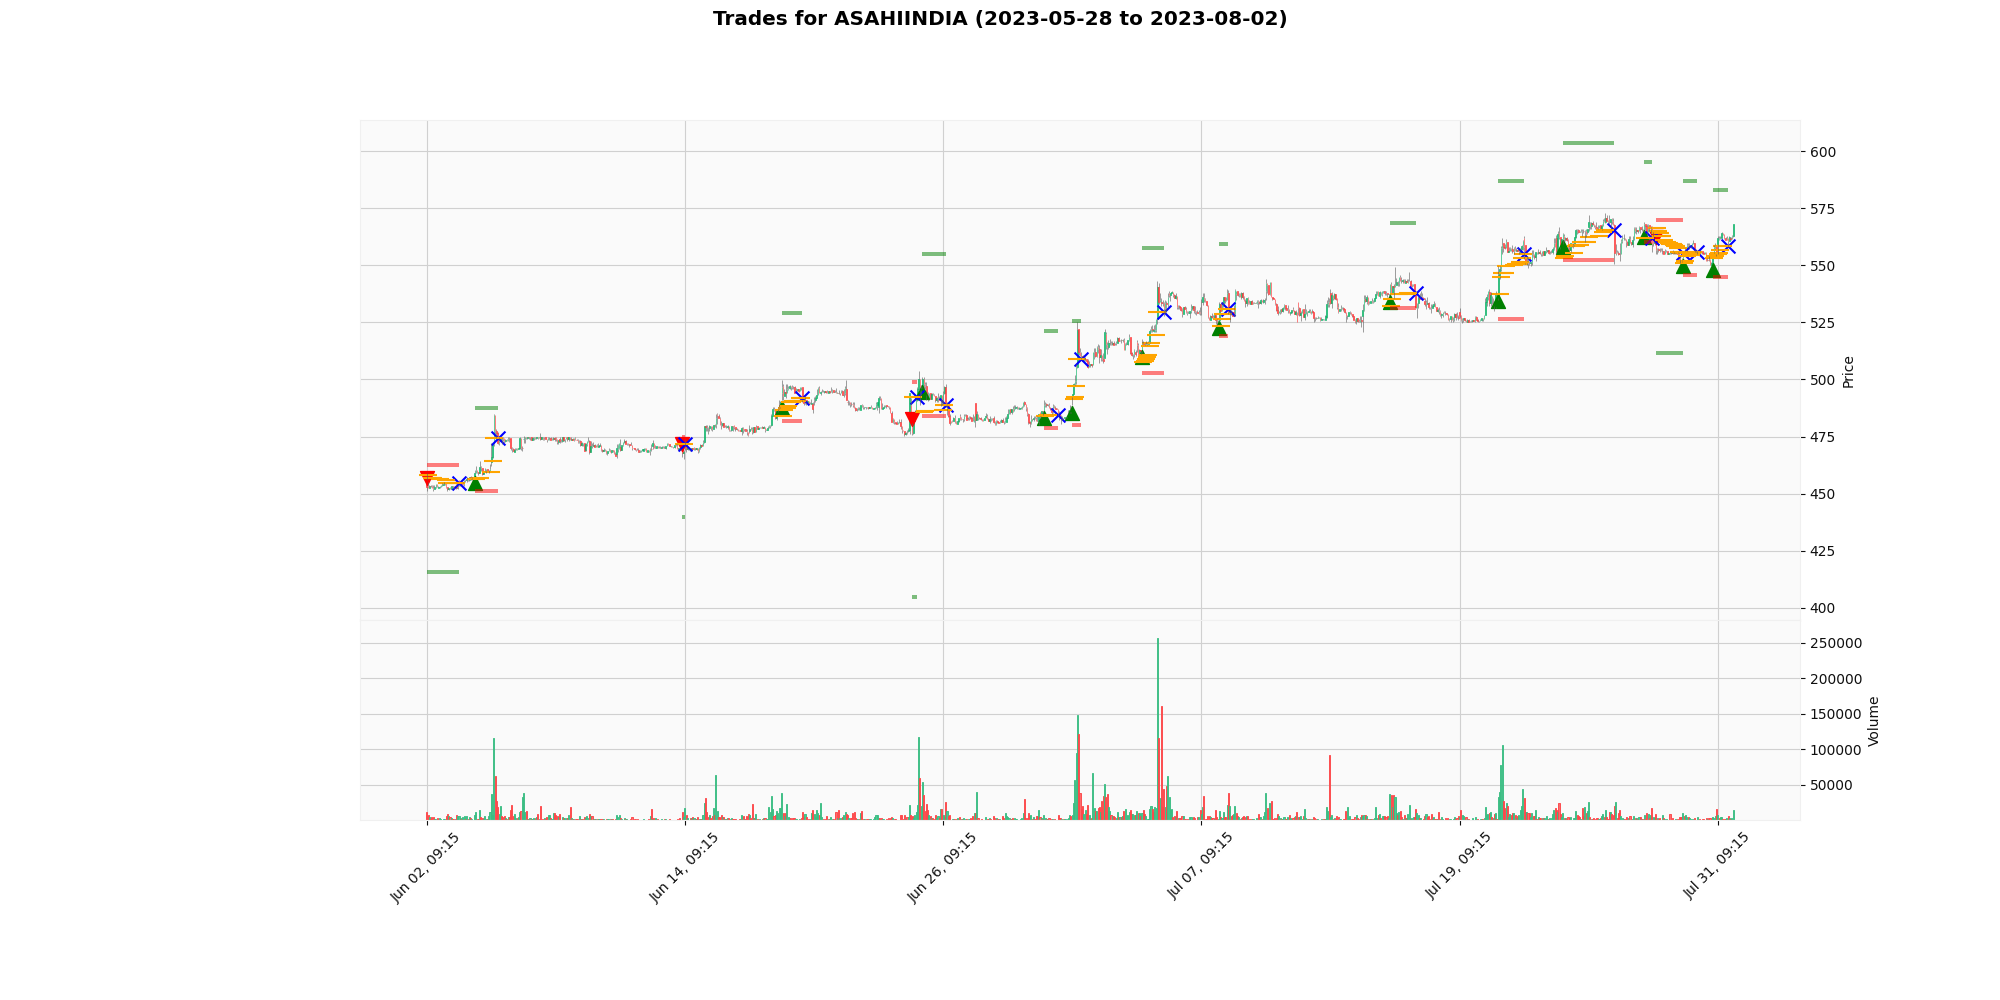 Trades for ASAHIINDIA (2023-05-28 to 2023-08-02)
600
575
550
525
500
475
450
425
400
Price
250000
200000
150000
100000
50000
Volume
Jun 02, 09:15
Jun 14, 09:15
Jun 26, 09:15
Jul 07, 09:15
Jul 19, 09:15
Jul 31, 09:15